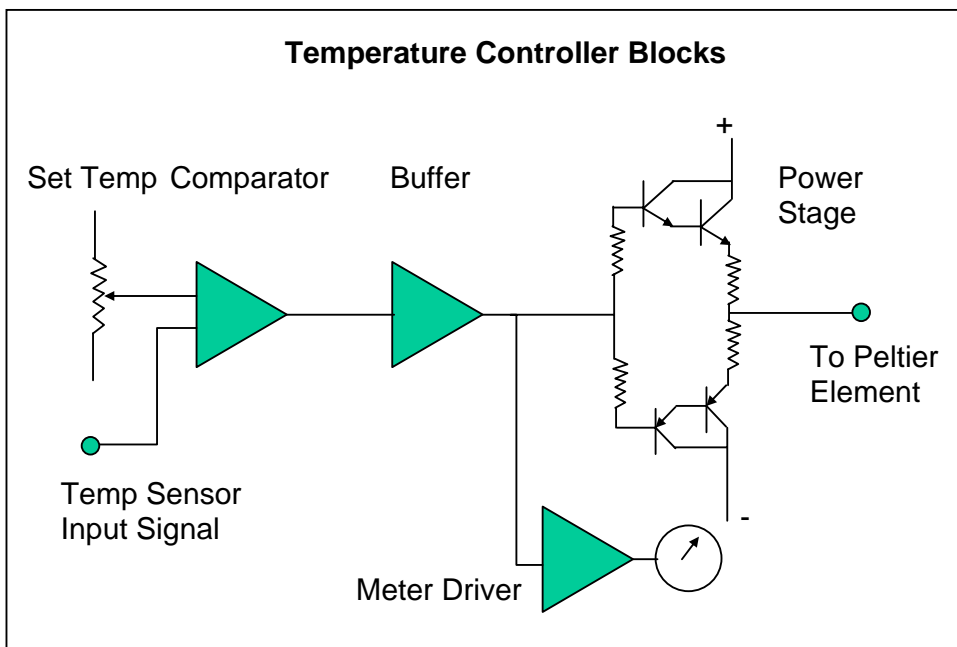 Temperature Controller Blocks
+
Set Temp
Comparator
Buffer
Power
Stage
To Peltier
Element
Temp Sensor
Input Signal
-
Meter Driver